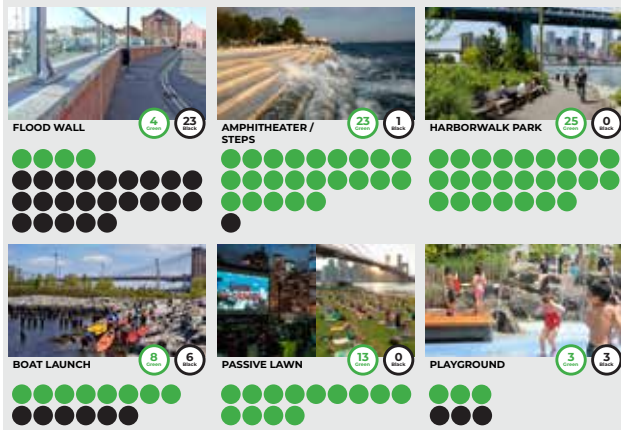 FLOOD WALL
4 Green
23 Black
AMPHITHEATER /
STEPS
23 Green
1 Black
HARBORWALK PARK
25 Green
0 Black
BOAT LAUNCH
8 Green
6 Black
PASSIVE LAWN
13 Green
0 Black
PLAYGROUND
3 Green
3 Black